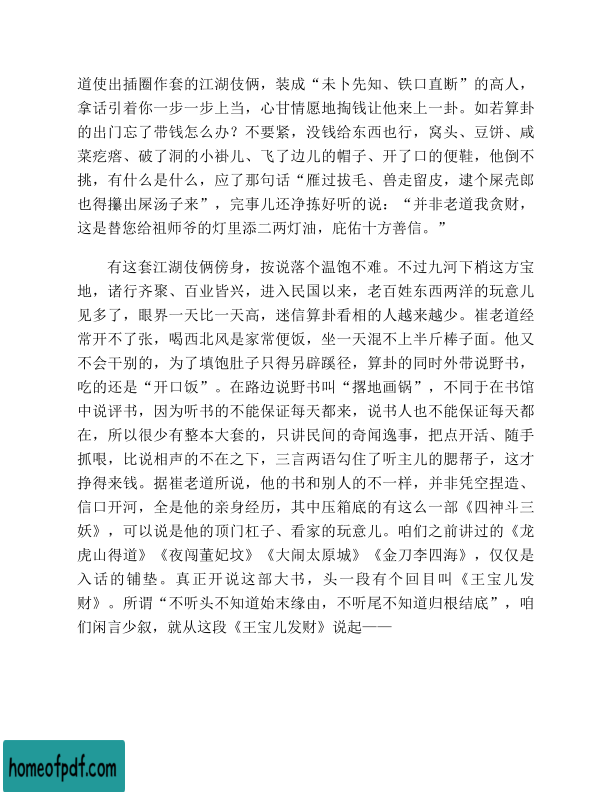 道使出插圈作套的江湖伎俩，装成“未卜先知、铁口直断”的高人，
拿话引着你一步一步上当，心甘情愿地掏钱让他来上一卦。如若算卦
的出门忘了带钱怎么办？不要紧，没钱给东西也行，窝头、豆饼、咸
菜疙瘩、破了洞的小褂儿、飞了边儿的帽子、开了口的便鞋，他倒不
挑，有什么是什么，应了那句话“雁过拔毛、兽走留皮，逮个屎壳郎
也得攥出屎汤子来”，完事儿还净拣好听的说：“并非老道我贪财，
这是替您给祖师爷的灯里添二两灯油，庇佑十方善信。”
有这套江湖伎俩傍身，按说落个温饱不难。不过九河下梢这方宝
地，诸行齐聚、百业皆兴，进入民国以来，老百姓东西两洋的玩意儿
见多了，眼界一天比一天高，迷信算卦看相的人越来越少。崔老道经
常开不了张，喝西北风是家常便饭，坐一天混不上半斤棒子面。他又
不会干别的，为了填饱肚子只得另辟蹊径，算卦的同时外带说野书，
吃的还是“开口饭”。在路边说野书叫“撂地画锅”，不同于在书馆
中说评书，因为听书的不能保证每天都来，说书人也不能保证每天都
在，所以很少有整本大套的，只讲民间的奇闻逸事，把点开活、随手
抓哏，比说相声的不在之下，三言两语勾住了听主儿的腮帮子，这才
挣得来钱。据崔老道所说，他的书和别人的不一样，并非凭空捏造、
信口开河，全是他的亲身经历，其中压箱底的有这么一部《四神斗三
妖》，可以说是他的顶门杠子、看家的玩意儿。咱们之前讲过的《龙
虎山得道》《夜闯董妃坟》《大闹太原城》《金刀李四海》，仅仅是
入话的铺垫。真正开说这部大书，头一段有个回目叫《王宝儿发
财》。所谓“不听头不知道始末缘由，不听尾不知道归根结底”，咱
们闲言少叙，就从这段《王宝儿发财》说起——
homeofpdf.com